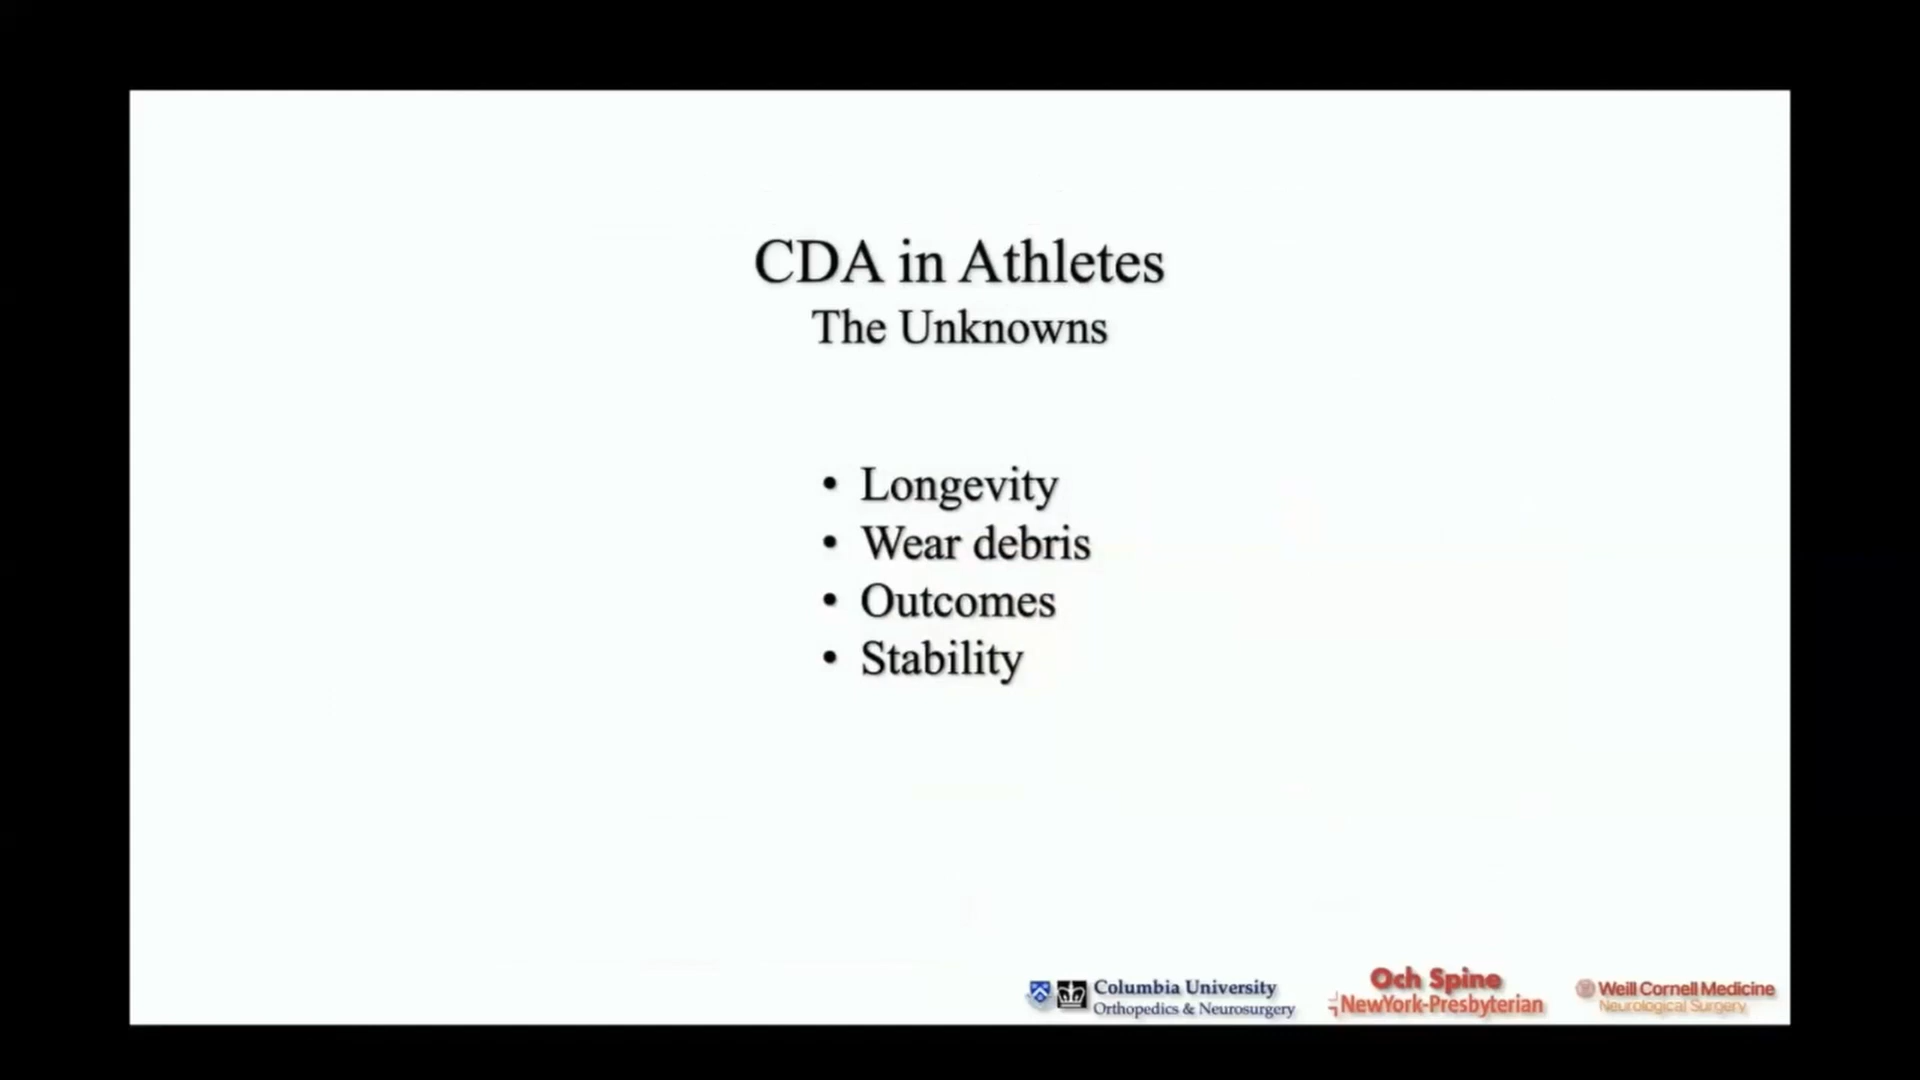 CDA in Athletes
The Unknowns
• Longevity
• Wear debris
• Outcomes
• Stability
Columbia University
Orthopedics & Neurosurgery
Och Spine
NewYork-Presbyterian
Weill Cornell Medicine
Neurological Surgery